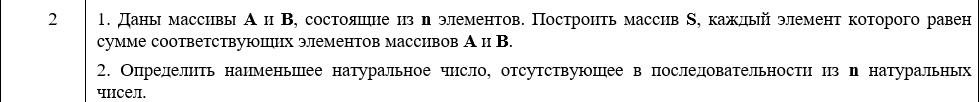 2
1. Даны массивы A и B, состоящие из n элементов. Построить массив S, каждый элемент которого равен
сумме соответствующих элементов массивов A и B.
2. Определить наименьшее натуральное число, отсутствующее в последовательности из n натуральных
чисел.